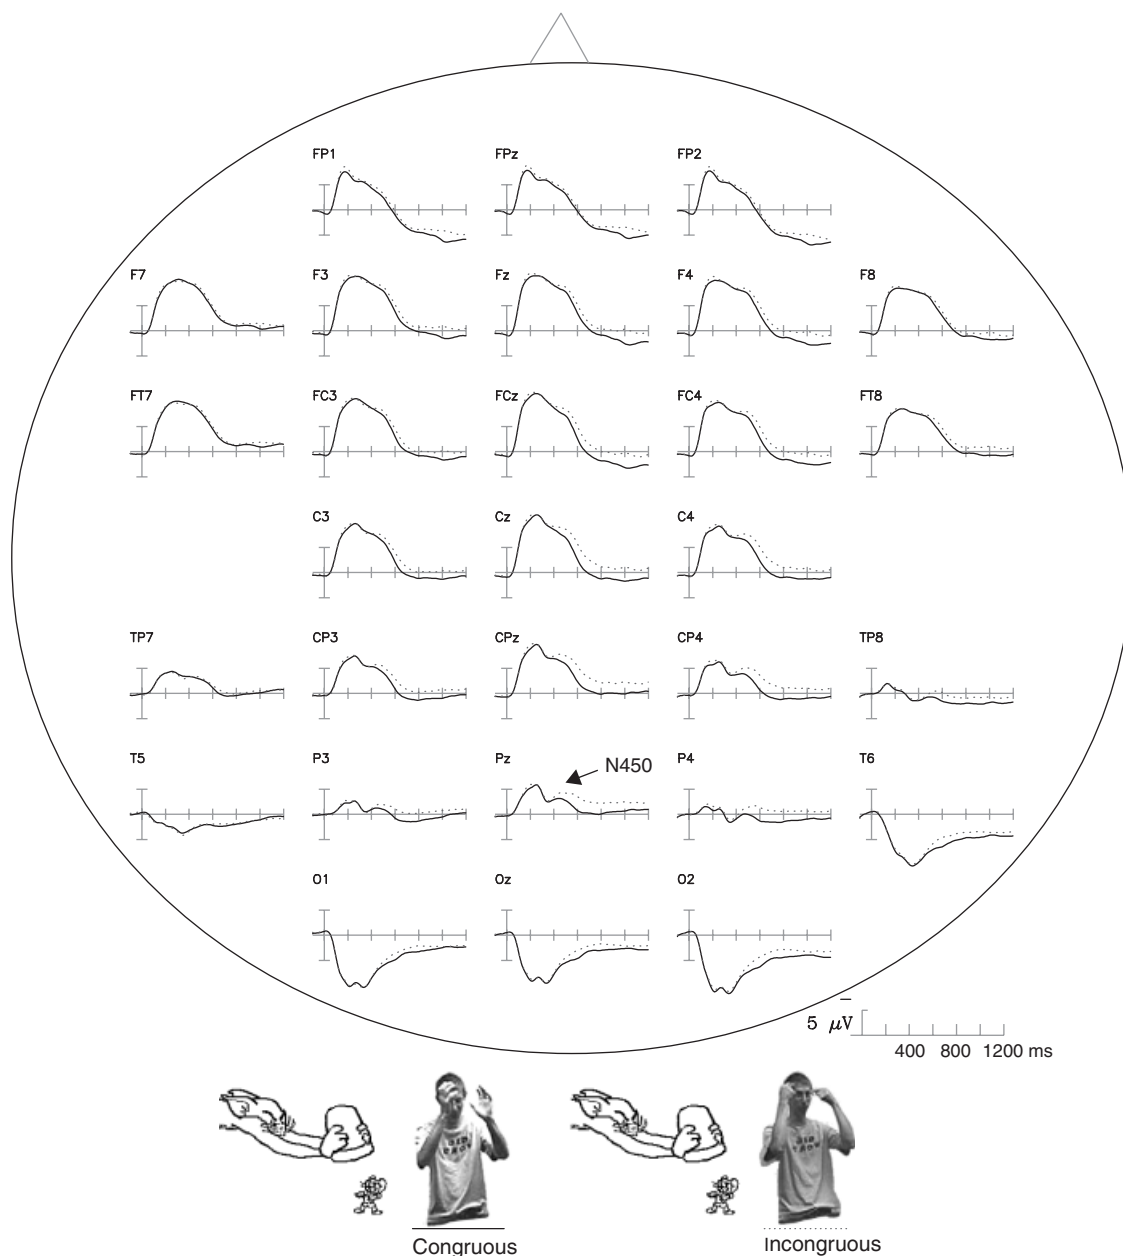 FP1 FPz FP2
F7 F3 Fz F4 F8
FT7 FC3 FCz FC4 FT8
C3 Cz C4
TP7 CP3 CPz CP4 TP8
T5 P3 Pz N450 P4 T6
O1 Oz O2
5 μV
400 800 1200 ms
Congruous Incongruous